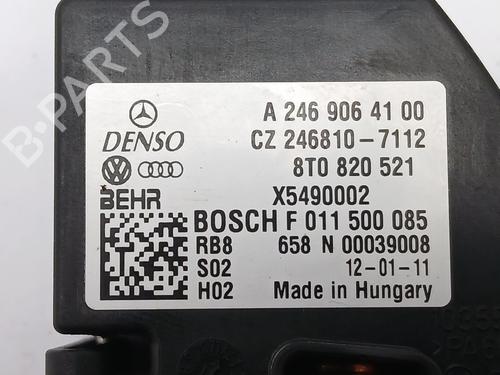 A 246 906 41 00
DENSO CZ 246810-7112
8T0 820 521
BEHR X5490002
BOSCH F 011 500 085
RB8 658 N 00039008
S02 12-01-11
H02 Made in Hungary
B-PARTS